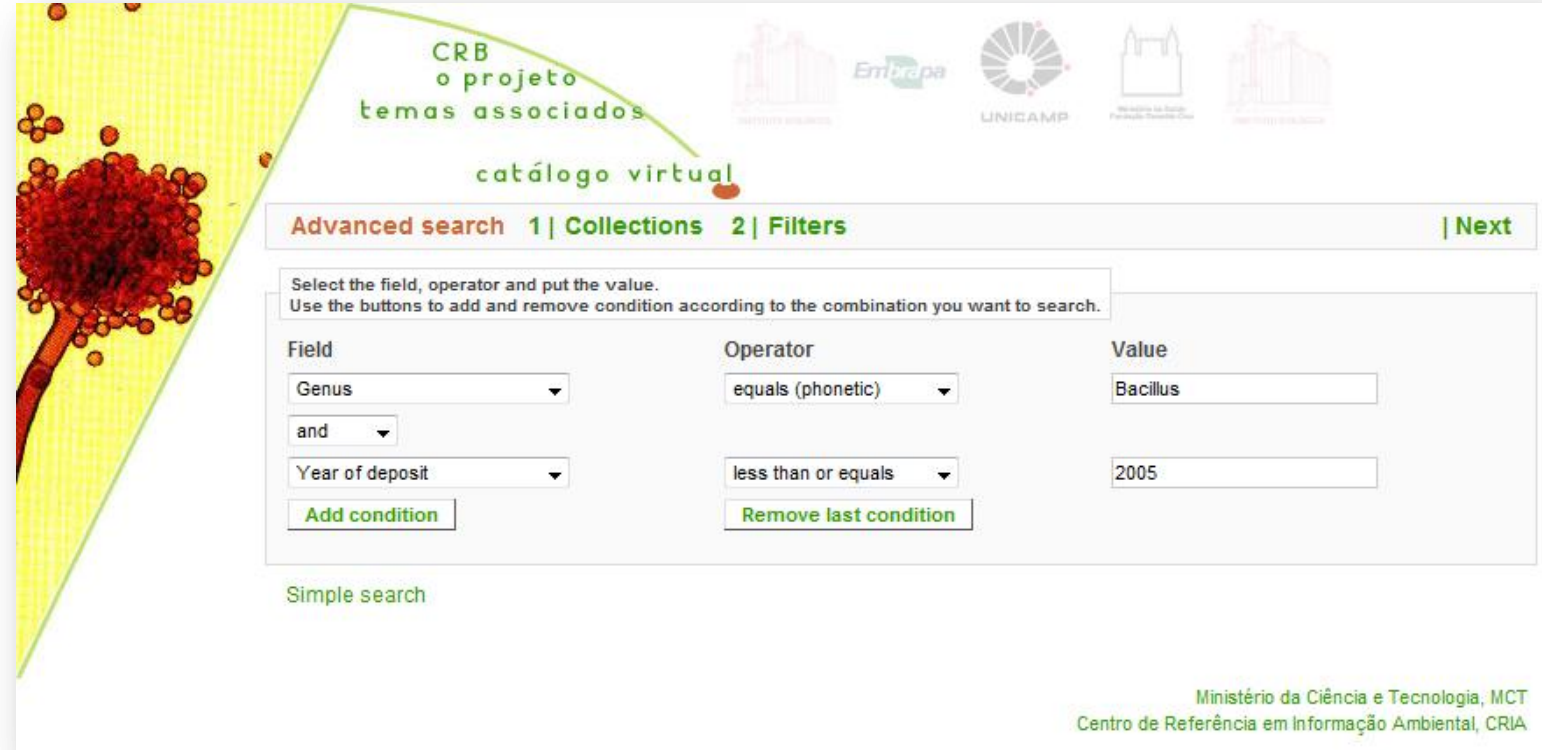 CRB
o projeto
temas associados
catálogo virtual
Embrapa
UNICAMP
Advanced search 1 | Collections 2 | Filters | Next
Select the field, operator and put the value.
Use the buttons to add and remove condition according to the combination you want to search.
Field Operator Value
Genus equals (phonetic) Bacillus
and
Year of deposit less than or equals 2005
Add condition Remove last condition
Simple search
Ministério da Ciência e Tecnologia, MCT
Centro de Referência em Informação Ambiental, CRIA